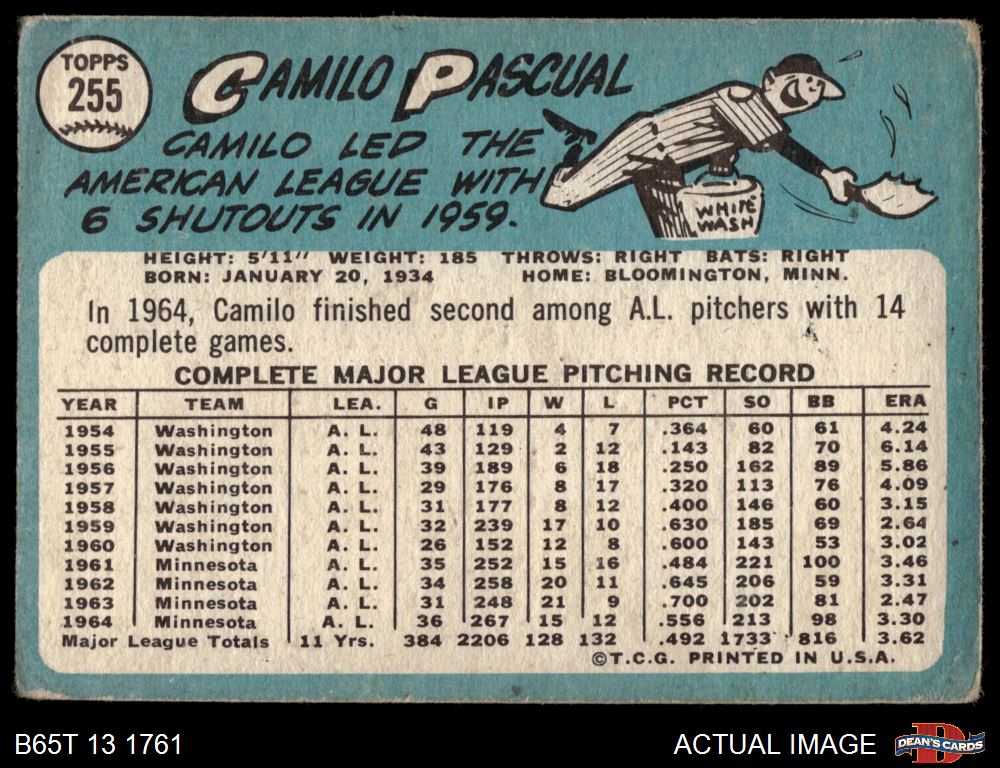 TOPPS
255
CAMILO PASCUAL
CAMILO LED THE
AMERICAN LEAGUE WITH
6 SHUTOUTS IN 1959.
WHITE
WASH
HEIGHT: 5'11" WEIGHT: 185 THROWS: RIGHT BATS: RIGHT
BORN: JANUARY 20, 1934 HOME: BLOOMINGTON, MINN.
In 1964, Camilo finished second among A.L. pitchers with 14
complete games.
COMPLETE MAJOR LEAGUE PITCHING RECORD
YEAR TEAM LEA. G IP W L PCT SO BB ERA
1954 Washington A. L. 48 119 4 7 .364 60 61 4.24
1955 Washington A. L. 43 129 2 12 .143 82 70 6.14
1956 Washington A. L. 39 189 6 18 .250 162 89 5.86
1957 Washington A. L. 29 176 8 17 .320 113 76 4.09
1958 Washington A. L. 31 177 8 12 .400 146 60 3.15
1959 Washington A. L. 32 239 17 10 .630 185 69 2.64
1960 Washington A. L. 26 152 12 8 .600 143 53 3.02
1961 Minnesota A. L. 35 252 15 16 .484 221 100 3.46
1962 Minnesota A. L. 34 258 20 11 .645 206 59 3.31
1963 Minnesota A. L. 31 248 21 9 .700 202 81 2.47
1964 Minnesota A. L. 36 267 15 12 .556 213 98 3.30
Major League Totals 11 Yrs. 384 2206 128 132 .492 1733 816 3.62
©T.C.G. PRINTED IN U.S.A.
B65T 13 1761
ACTUAL IMAGE
D
DEAN'S CARDS